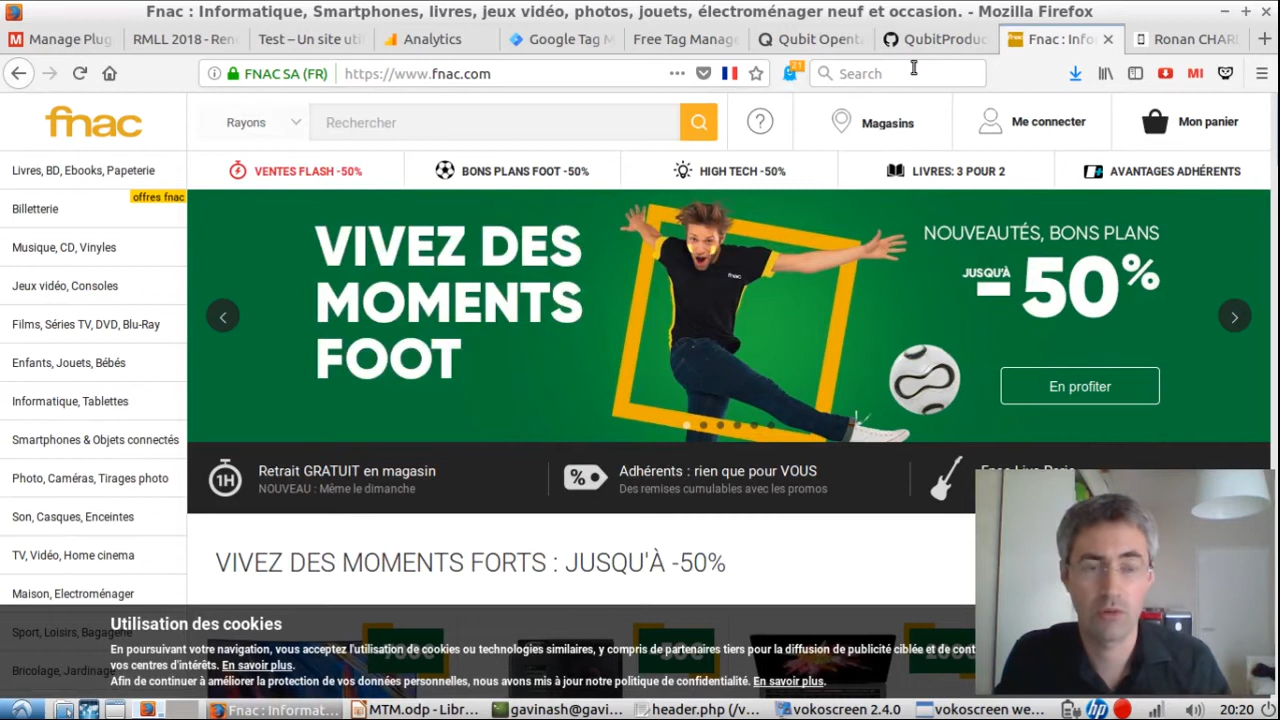 Fnac : Informatique, Smartphones, livres, jeux vidéo, photos, jouets, électroménager neuf et occasion. - Mozilla Firefox
Manage Plug
RMLL 2018 - Ren
Test – Un site uti
Analytics
Google Tag M
Free Tag Manage
Qubit Opent
QubitProduc
Fnac : Infor
Ronan CHAR
FNAC SA (FR)
https://www.fnac.com
21
Search
fnac
Rayons
Rechercher
Magasins
Me connecter
Mon panier
VENTES FLASH -50%
BONS PLANS FOOT -50%
HIGH TECH -50%
LIVRES: 3 POUR 2
AVANTAGES ADHÉRENTS
Livres, BD, Ebooks, Papeterie
offres fnac
Billetterie
Musique, CD, Vinyles
Jeux vidéo, Consoles
Films, Séries TV, DVD, Blu-Ray
Enfants, Jouets, Bébés
Informatique, Tablettes
Smartphones & Objets connectés
Photo, Caméras, Tirages photo
Son, Casques, Enceintes
TV, Vidéo, Home cinema
Maison, Electroménager
Sport, Loisirs, Bagagerie
Bricolage, Jardinage
VIVEZ DES
MOMENTS
FOOT
fnac
NOUVEAUTÉS, BONS PLANS
JUSQU'À
-50%
En profiter
1H
Retrait GRATUIT en magasin
NOUVEAU : Même le dimanche
%
Adhérents : rien que pour VOUS
Des remises cumulables avec les promos
Fnac Live Paris
VIVEZ DES MOMENTS FORTS : JUSQU'À -50%
Utilisation des cookies
En poursuivant votre navigation, vous acceptez l'utilisation de cookies ou technologies similaires, y compris de partenaires tiers pour la diffusion de publicité ciblée et de cont
vos centres d'intérêts. En savoir plus.
Afin de continuer à améliorer la protection de vos données personnelles, nous avons mis à jour notre politique de confidentialité. En savoir plus.
Fnac : Informat...
MTM.odp - Libr...
gavinash@gavi...
header.php (/v...
vokoscreen 2.4.0
vokoscreen we...
hp
20:20